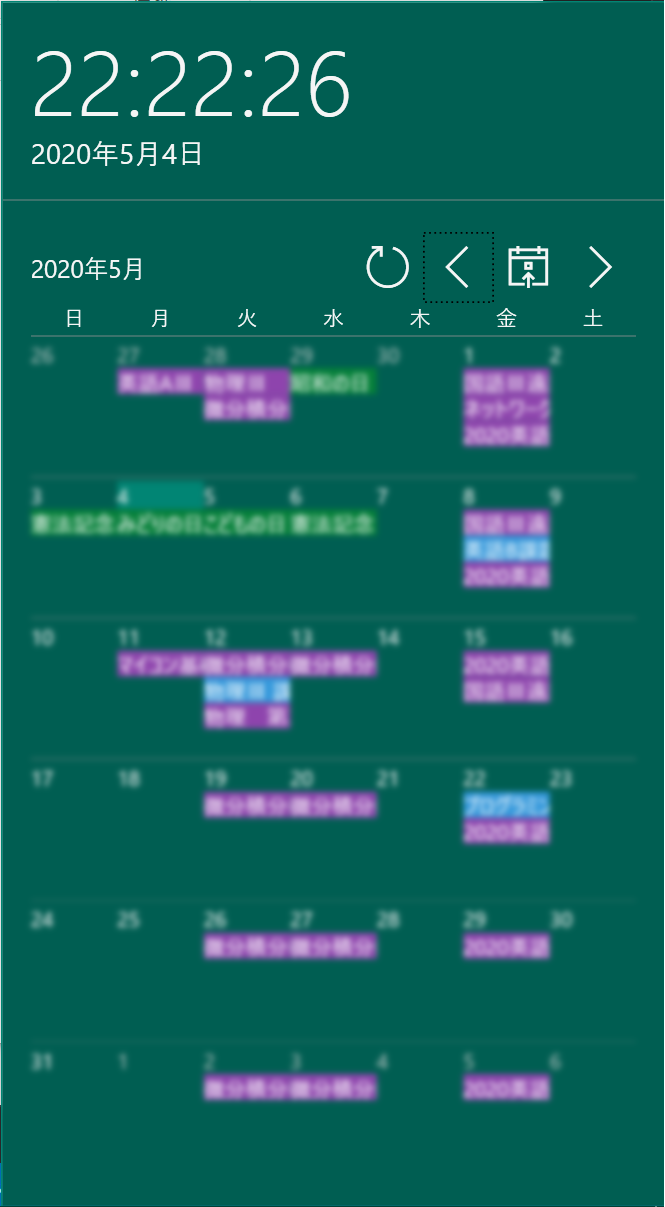 22:22:26
2020年5月4日
2020年5月
日 月 火 水 木 金 土
26 27 28 29 30 1 2
英語A III 物理 III 昭和の日 国語 III 遠
微分積分 ネットワーク
2020英語
3 4 5 6 7 8 9
憲法記念 みどりの日 こどもの日 憲法記念 国語 III 遠
英語B課題
2020英語
10 11 12 13 14 15 16
マイコン基 微分積分 微分積分 2020英語
物理 III 国語 III 遠
物理
17 18 19 20 21 22 23
微分積分 微分積分 プログラミン
2020英語
24 25 26 27 28 29 30
微分積分 微分積分 2020英語
31 1 2 3 4 5 6
微分積分 微分積分 2020英語